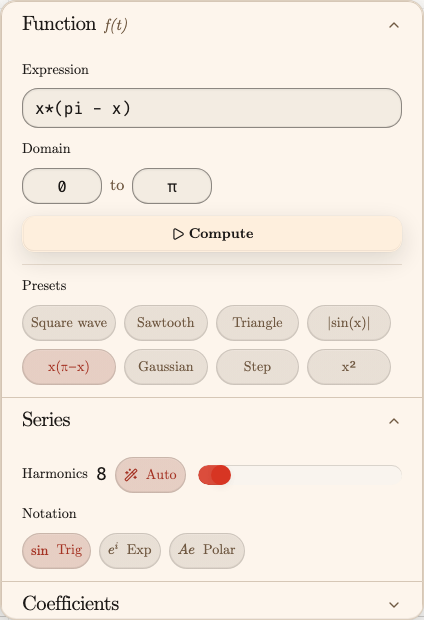 Function f(t)
Expression
x*(pi - x)
Domain
0 to π
Compute
Presets
Square wave Sawtooth Triangle |sin(x)|
x(π−x) Gaussian Step x²
Series
Harmonics 8 Auto
Notation
sin Trig eⁱ Exp Ae Polar
Coefficients